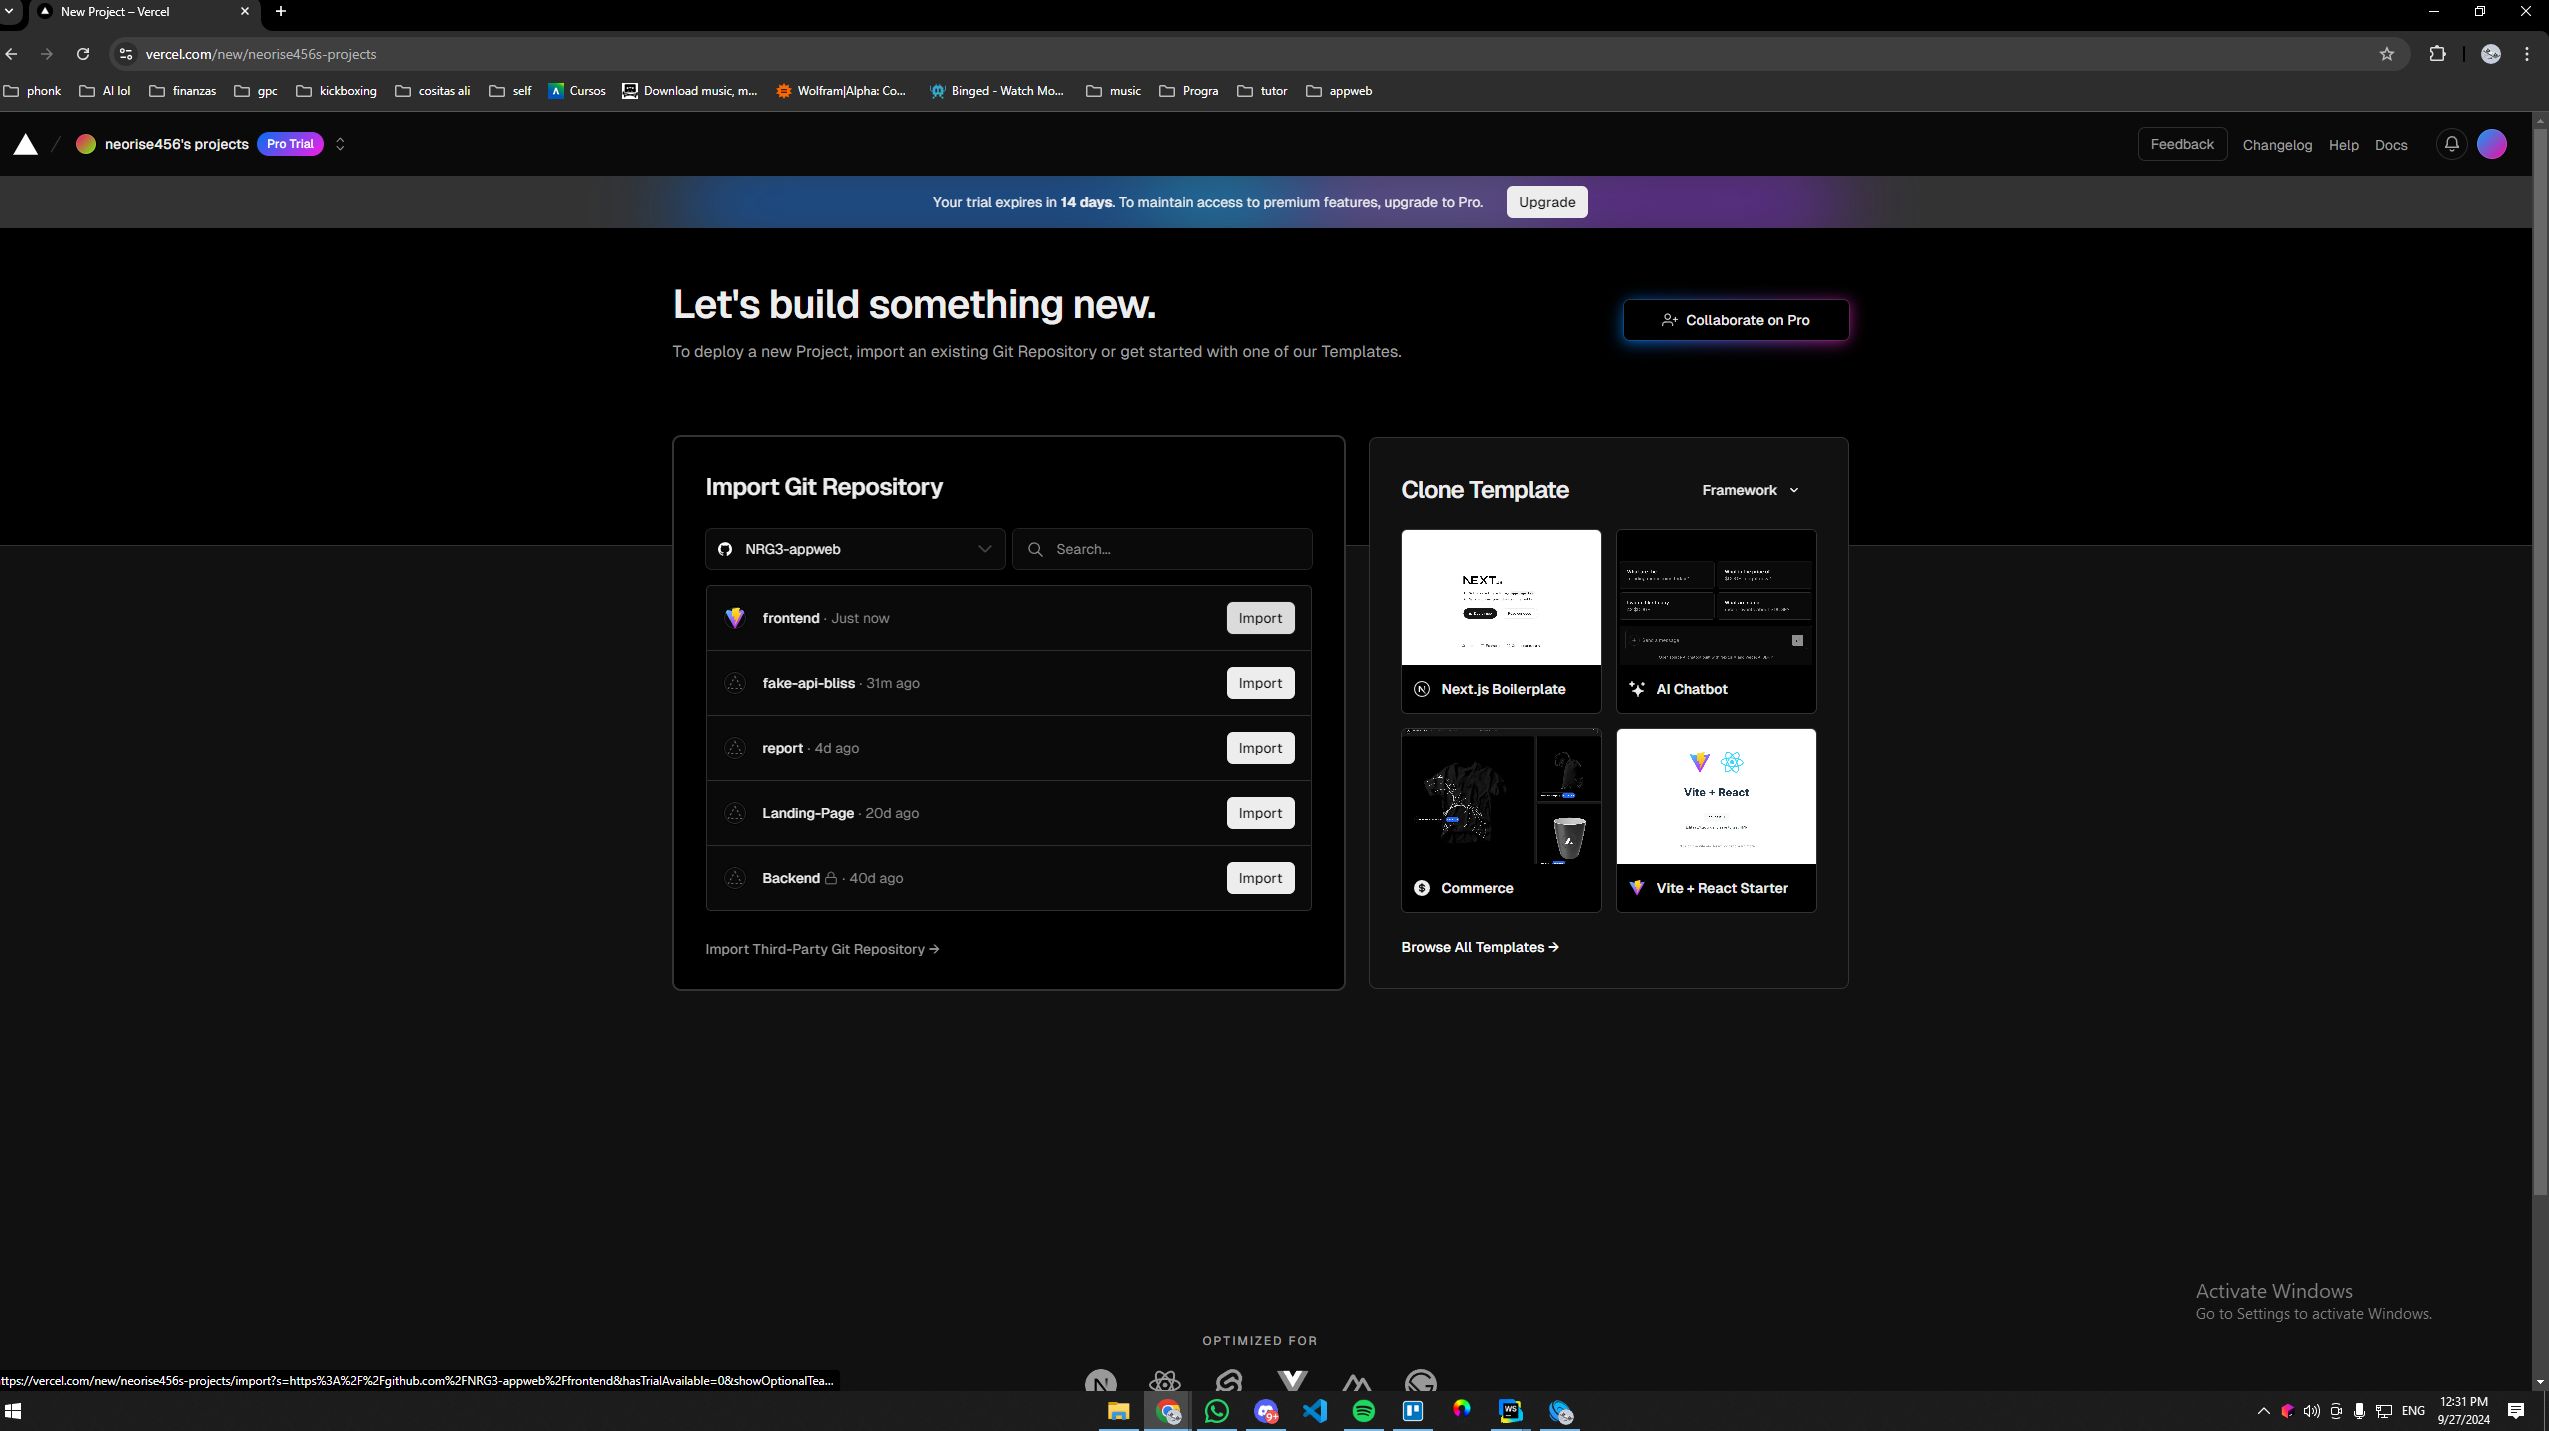 New Project – Vercel
vercel.com/new/neorise456s-projects
phonk
AI lol
finanzas
gpc
kickboxing
cositas ali
self
Cursos
Download music, m...
Wolfram|Alpha: Co...
Binged - Watch Mo...
music
Progra
tutor
appweb
neorise456's projects
Pro Trial
Feedback
Changelog
Help
Docs
Your trial expires in 14 days. To maintain access to premium features, upgrade to Pro.
Upgrade
Let's build something new.
To deploy a new Project, import an existing Git Repository or get started with one of our Templates.
Collaborate on Pro
Import Git Repository
NRG3-appweb
Search...
frontend · Just now
Import
fake-api-bliss · 31m ago
Import
report · 4d ago
Import
Landing-Page · 20d ago
Import
Backend · 40d ago
Import
Import Third-Party Git Repository →
Clone Template
Framework
NEXT
Next.js Boilerplate
Send a message
AI Chatbot
Commerce
Vite + React
Vite + React Starter
Browse All Templates →
OPTIMIZED FOR
Activate Windows
Go to Settings to activate Windows.
ttps://vercel.com/new/neorise456s-projects/import?s=https%3A%2F%2Fgithub.com%2FNRG3-appweb%2Ffrontend&hasTrialAvailable=0&showOptionalTea...
9+
WS
ENG
12:31 PM
9/27/2024